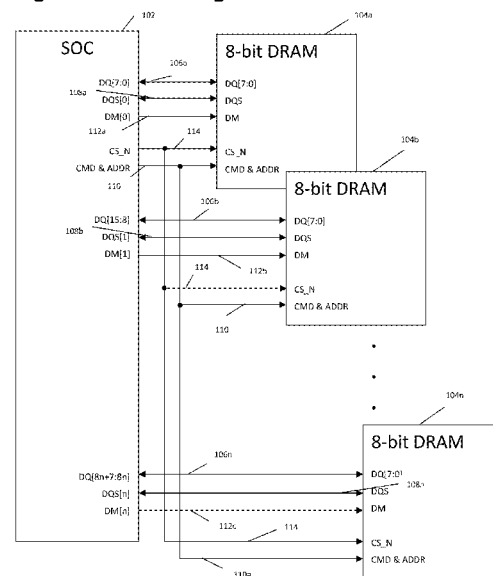 102
104a
SOC
8-bit DRAM
106a
DQ[7:0]
DQ[7:0]
108a
DQS[0]
DQS
DM[0]
DM
112a
114
CS_N
CS_N
CMD & ADDR
CMD & ADDR
110
104b
8-bit DRAM
DQ[15:8]
106b
DQ[7:0]
108b
DQS[1]
DQS
DM[1]
DM
112b
114
CS_N
CMD & ADDR
110
104n
8-bit DRAM
106n
DQ[8n+7:8n]
DQ[7:0]
DQS[n]
DQS
108n
DM[n]
DM
112c
114
CS_N
CMD & ADDR